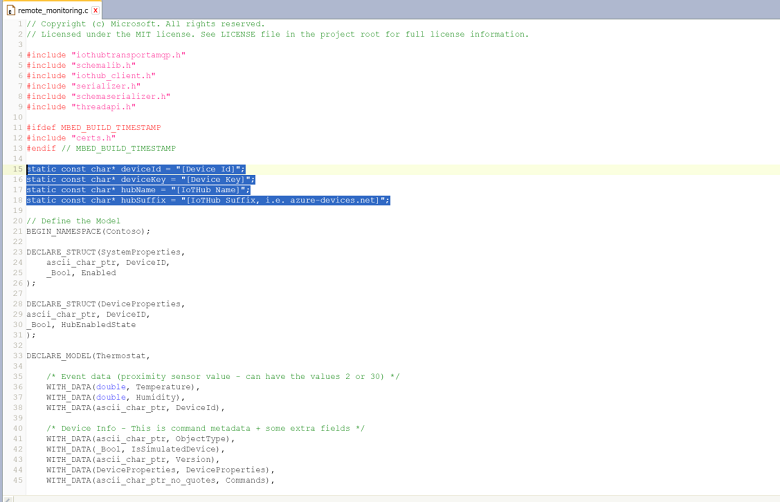 remote_monitoring.c x
1 // Copyright (c) Microsoft. All rights reserved.
2 // Licensed under the MIT license. See LICENSE file in the project root for full license information.
3
4 #include "iothubtransportamqp.h"
5 #include "schemalib.h"
6 #include "iothub_client.h"
7 #include "serializer.h"
8 #include "schemaserializer.h"
9 #include "threadapi.h"
10
11 #ifdef MBED_BUILD_TIMESTAMP
12 #include "certs.h"
13 #endif // MBED_BUILD_TIMESTAMP
14
15 static const char* deviceId = "[Device Id]";
16 static const char* deviceKey = "[Device Key]";
17 static const char* hubName = "[IoTHub Name]";
18 static const char* hubSuffix = "[IoTHub Suffix, i.e. azure-devices.net]";
19
20 // Define the Model
21 BEGIN_NAMESPACE(Contoso);
22
23 DECLARE_STRUCT(SystemProperties,
24     ascii_char_ptr, DeviceID,
25     _Bool, Enabled
26 );
27
28 DECLARE_STRUCT(DeviceProperties,
29 ascii_char_ptr, DeviceID,
30 _Bool, HubEnabledState
31 );
32
33 DECLARE_MODEL(Thermostat,
34
35     /* Event data (proximity sensor value - can have the values 2 or 30) */
36     WITH_DATA(double, Temperature),
37     WITH_DATA(double, Humidity),
38     WITH_DATA(ascii_char_ptr, DeviceId),
39
40     /* Device Info - This is command metadata + some extra fields */
41     WITH_DATA(ascii_char_ptr, ObjectType),
42     WITH_DATA(_Bool, IsSimulatedDevice),
43     WITH_DATA(ascii_char_ptr, Version),
44     WITH_DATA(DeviceProperties, DeviceProperties),
45     WITH_DATA(ascii_char_ptr_no_quotes, Commands),